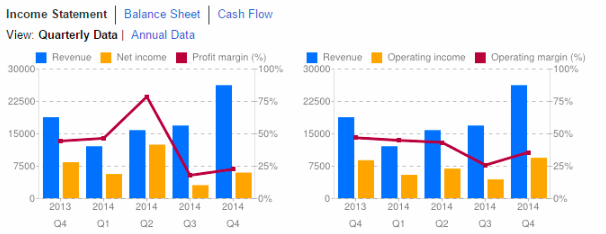 Income Statement | Balance Sheet | Cash Flow
View: Quarterly Data | Annual Data
Revenue Net income Profit margin (%)
30000 100%
22500 75%
15000 50%
7500 25%
0 0%
2013 2014 2014 2014 2014
Q4 Q1 Q2 Q3 Q4
Revenue Operating income Operating margin (%)
30000 100%
22500 75%
15000 50%
7500 25%
0 0%
2013 2014 2014 2014 2014
Q4 Q1 Q2 Q3 Q4